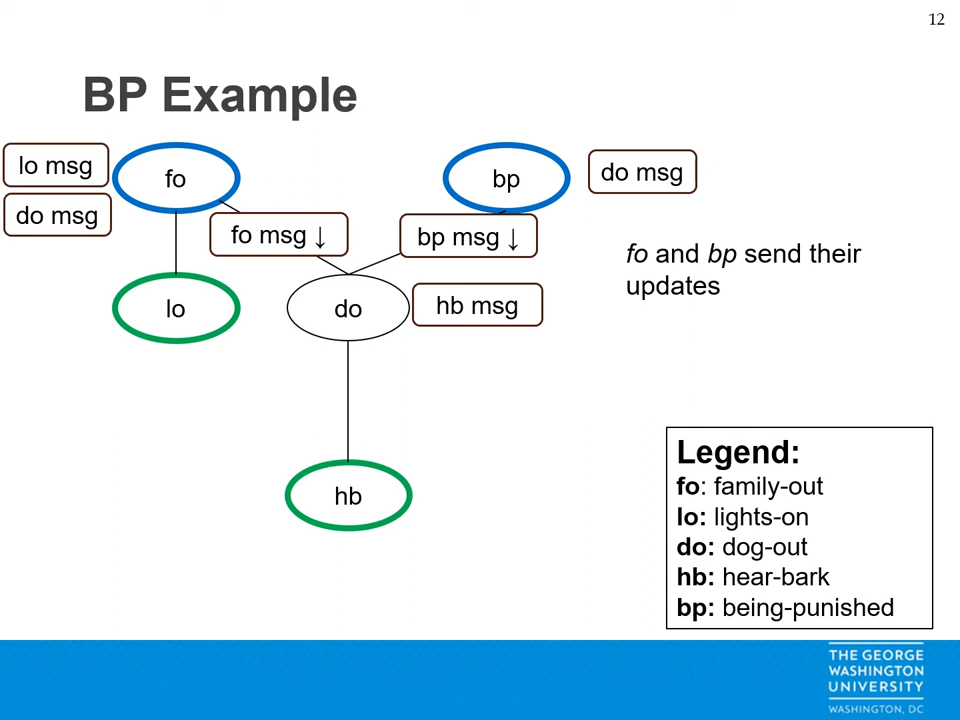 12
BP Example
lo msg
do msg
fo
bp
do msg
fo msg ↓
bp msg ↓
fo and bp send their
updates
lo
do
hb msg
hb
Legend:
fo: family-out
lo: lights-on
do: dog-out
hb: hear-bark
bp: being-punished
THE GEORGE
WASHINGTON
UNIVERSITY
WASHINGTON, DC